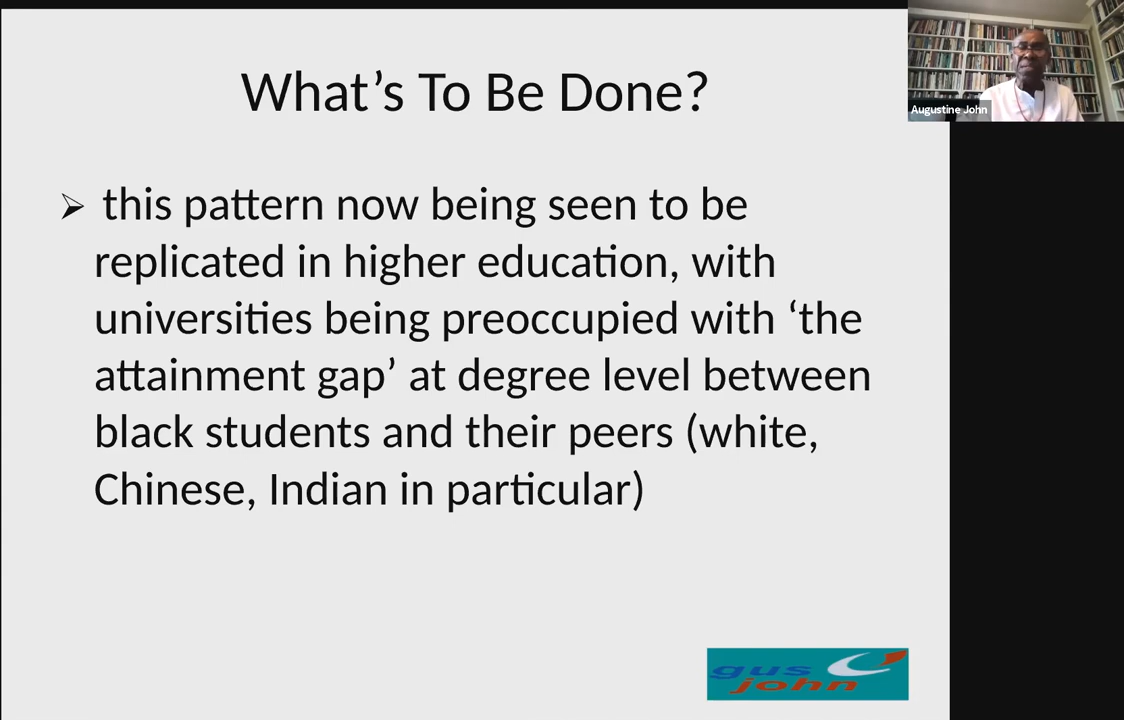 What’s To Be Done?
➢ this pattern now being seen to be
replicated in higher education, with
universities being preoccupied with ‘the
attainment gap’ at degree level between
black students and their peers (white,
Chinese, Indian in particular)
Augustine John
gus
john